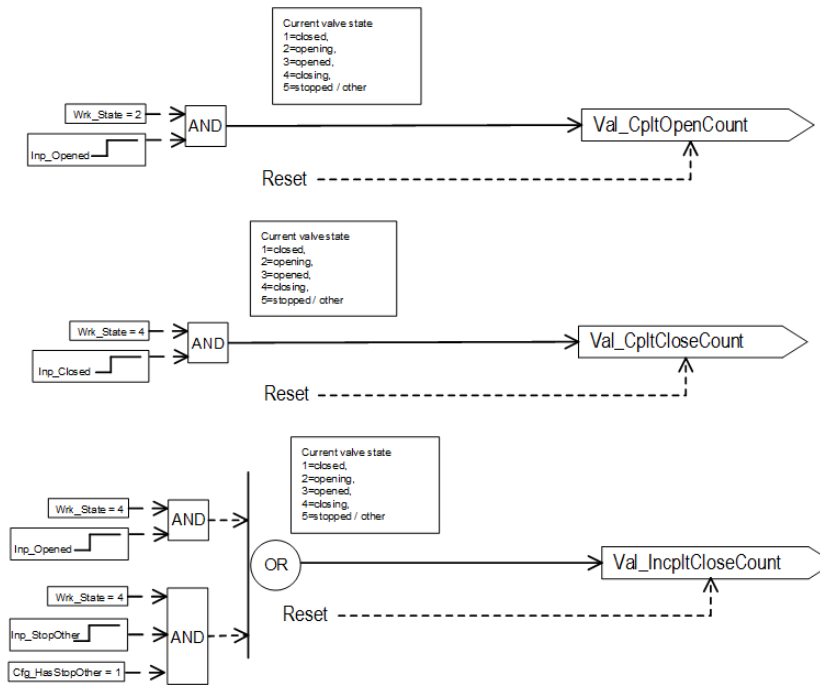 Current valve state
1=closed,
2=opening,
3=opened,
4=closing,
5=stopped / other
Wrk_State = 2
AND
Inp_Opened
Val_CpltOpenCount
Reset
Current valve state
1=closed,
2=opening,
3=opened,
4=closing,
5=stopped / other
Wrk_State = 4
AND
Inp_Closed
Val_CpltCloseCount
Reset
Current valve state
1=closed,
2=opening,
3=opened,
4=closing,
5=stopped / other
Wrk_State = 4
AND
Inp_Opened
OR
Val_IncpltCloseCount
Wrk_State = 4
Reset
Inp_StopOther
AND
Cfg_HasStopOther = 1